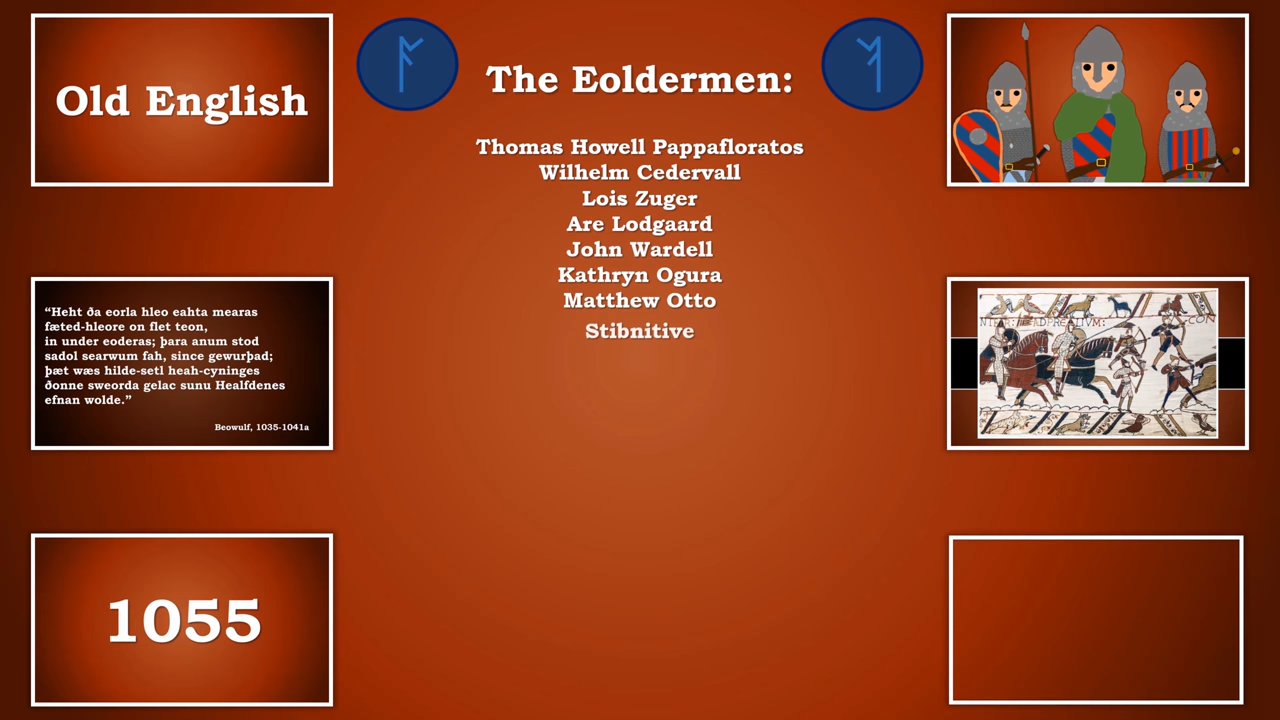 Old English
“Heht ða eorla hleo eahta mearas
fæted-hleore on flet teon,
in under eoderas; þara anum stod
sadol searwum fah, since gewurþad;
þæt wæs hilde-setl heah-cyninges
ðonne sweorda gelac sunu Healfdenes
efnan wolde.”
Beowulf, 1035-1041a
1055
ᚩ
The Eoldermen:
Thomas Howell Pappafloratos
Wilhelm Cedervall
Lois Zuger
Are Lodgaard
John Wardell
Kathryn Ogura
Matthew Otto
Stibnitive